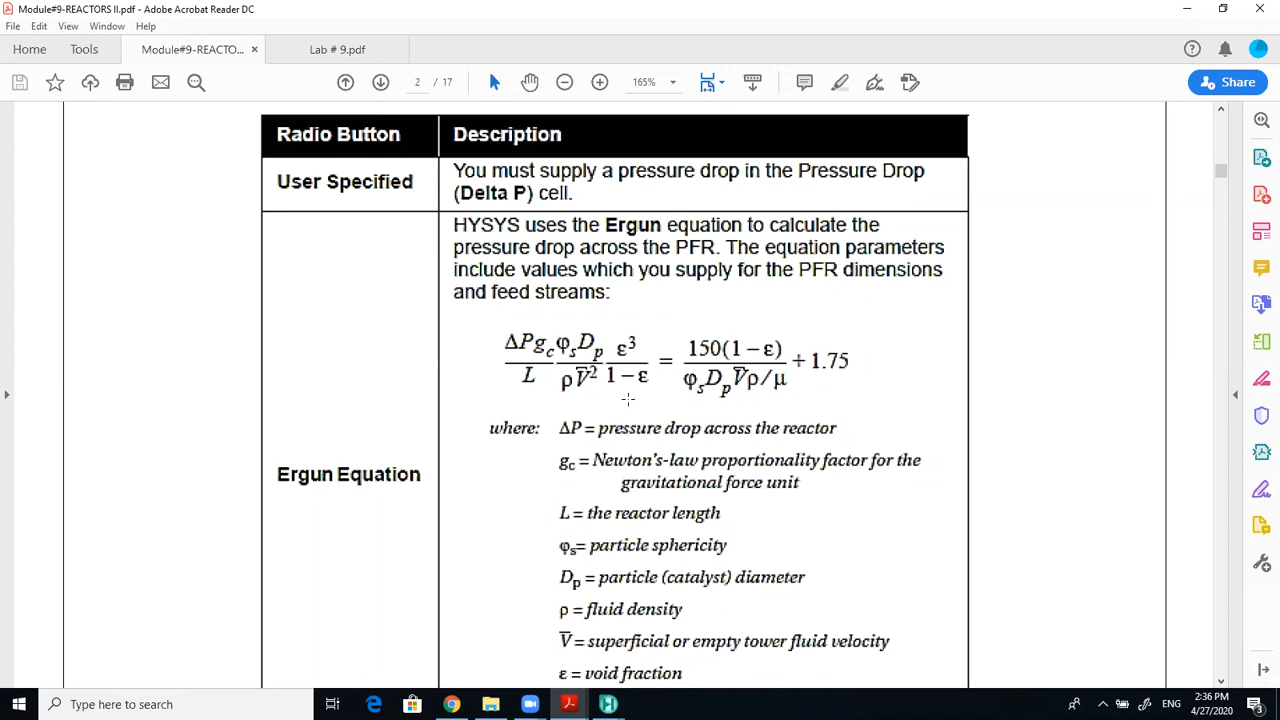 Module#9-REACTORS II.pdf - Adobe Acrobat Reader DC
File Edit View Window Help
Home Tools Module#9-REACTO... × Lab # 9.pdf
2 / 17 165% Share
Radio Button Description
User Specified
You must supply a pressure drop in the Pressure Drop
(Delta P) cell.
HYSYS uses the Ergun equation to calculate the
pressure drop across the PFR. The equation parameters
include values which you supply for the PFR dimensions
and feed streams:
ΔPg_c/L φ_sD_p/ρV̅² ε³/1 − ε = 150(1 − ε)/φ_sD_pV̅ρ/μ + 1.75
where: ΔP = pressure drop across the reactor
g_c = Newton's-law proportionality factor for the
gravitational force unit
Ergun Equation
L = the reactor length
φ_s= particle sphericity
D_p = particle (catalyst) diameter
ρ = fluid density
V̅ = superficial or empty tower fluid velocity
ε = void fraction
Type here to search
ENG
2:36 PM
4/27/2020
3